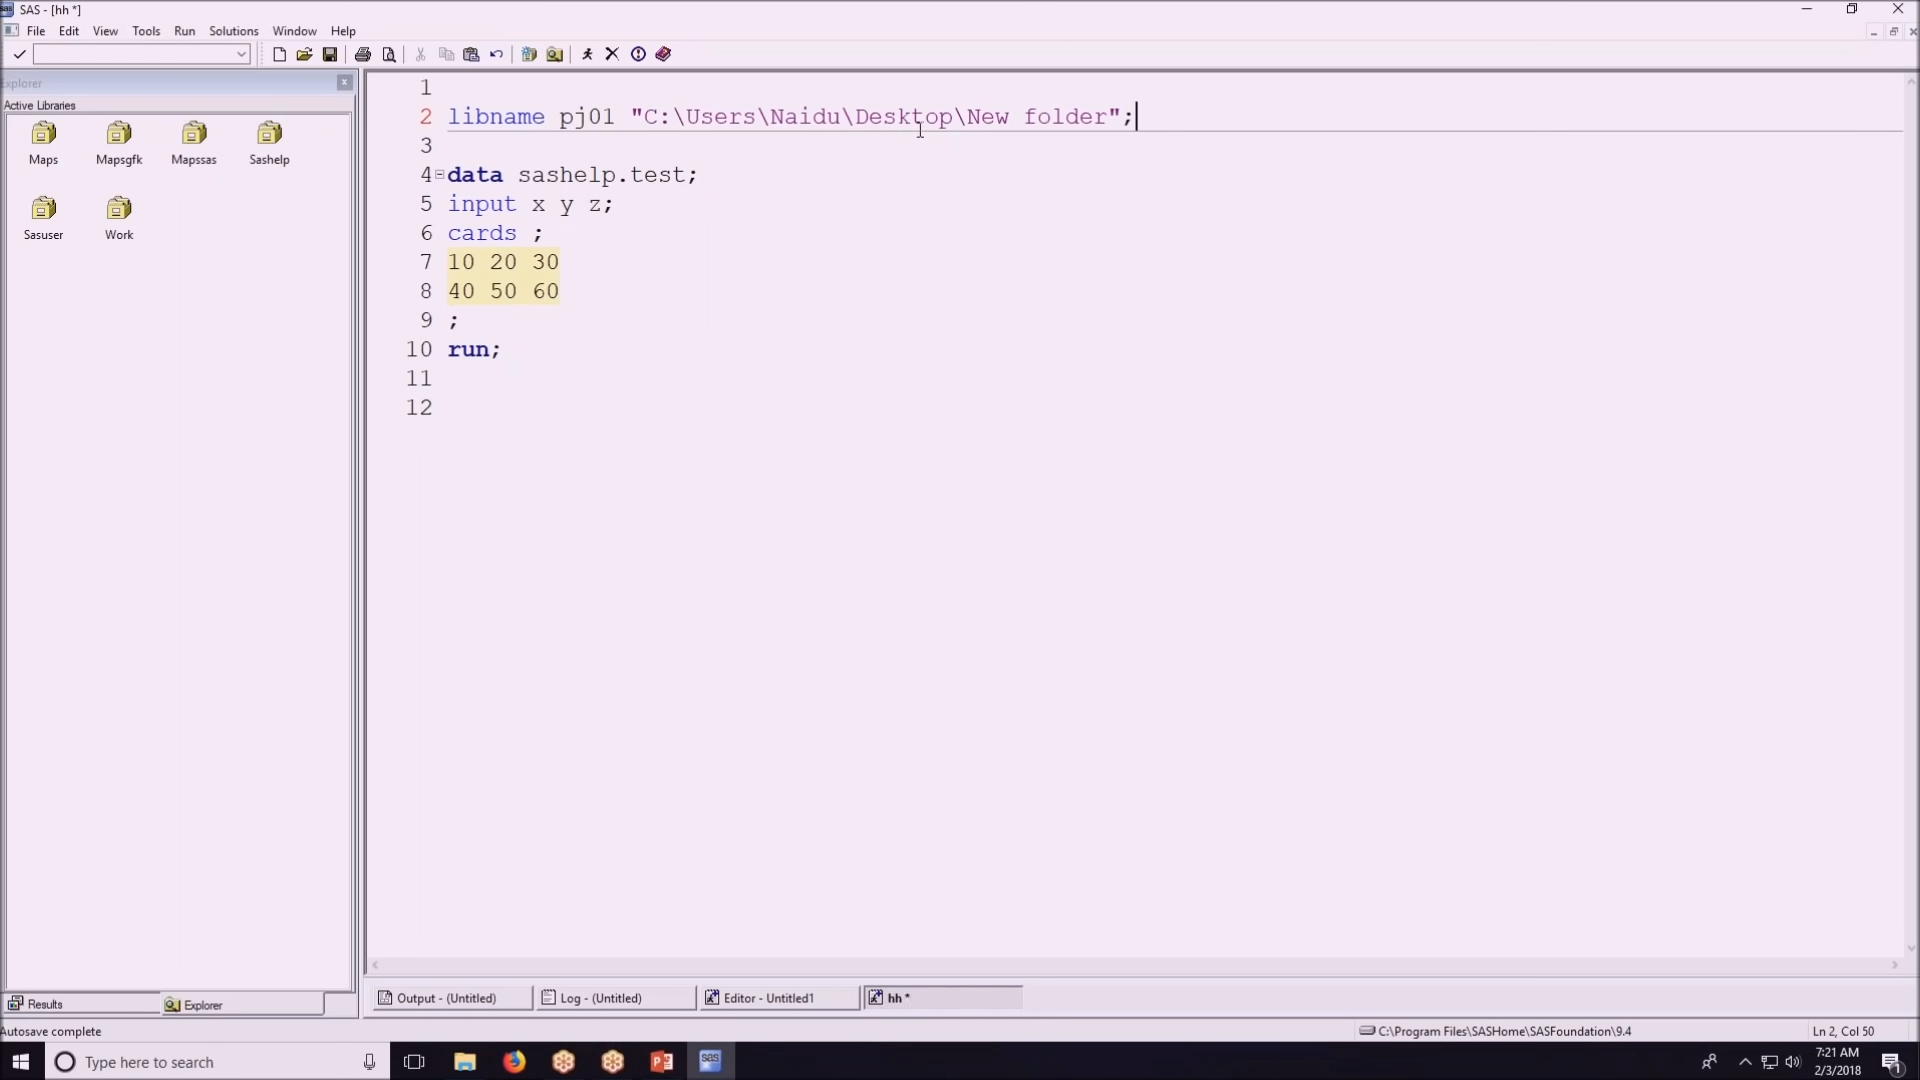 SAS - [hh *]
File Edit View Tools Run Solutions Window Help
Explorer
Active Libraries
Maps Mapsgfk Mapssas Sashelp
Sasuser Work
1
2 libname pj01 "C:\Users\Naidu\Desktop\New folder";
3
4 data sashelp.test;
5 input x y z;
6 cards ;
7 10 20 30
8 40 50 60
9 ;
10 run;
11
12
Results Explorer
Output - (Untitled) Log - (Untitled) Editor - Untitled1 hh *
Autosave complete C:\Program Files\SASHome\SASFoundation\9.4 Ln 2, Col 50
Type here to search
sas
7:21 AM
2/3/2018
1